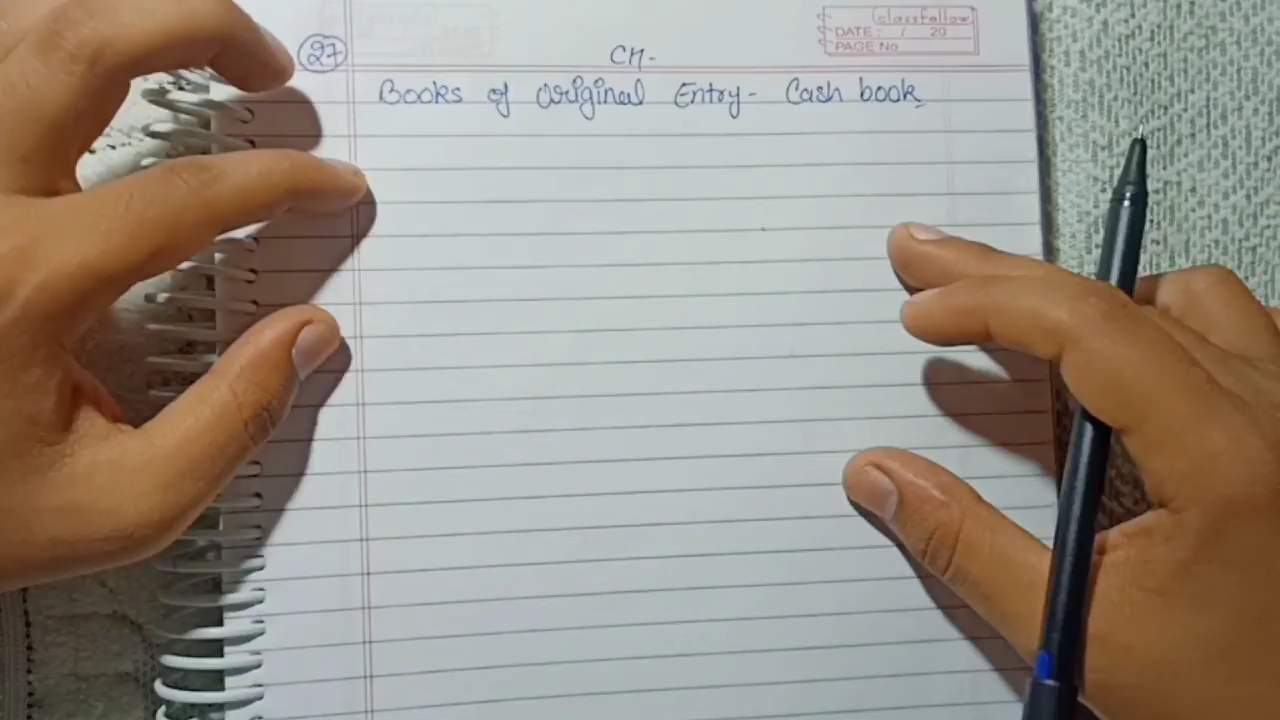 classfellow
DATE: / 20
PAGE No
27
CH-
Books of Original Entry- Cash book